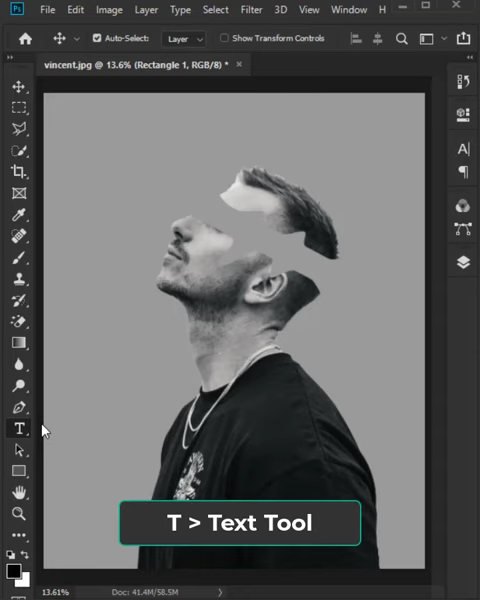 Ps File Edit Image Layer Type Select Filter 3D View Window H
Auto-Select: Layer Show Transform Controls
vincent.jpg @ 13.6% (Rectangle 1, RGB/8) * ×
T > Text Tool
13.61% Doc: 41.4M/58.5M